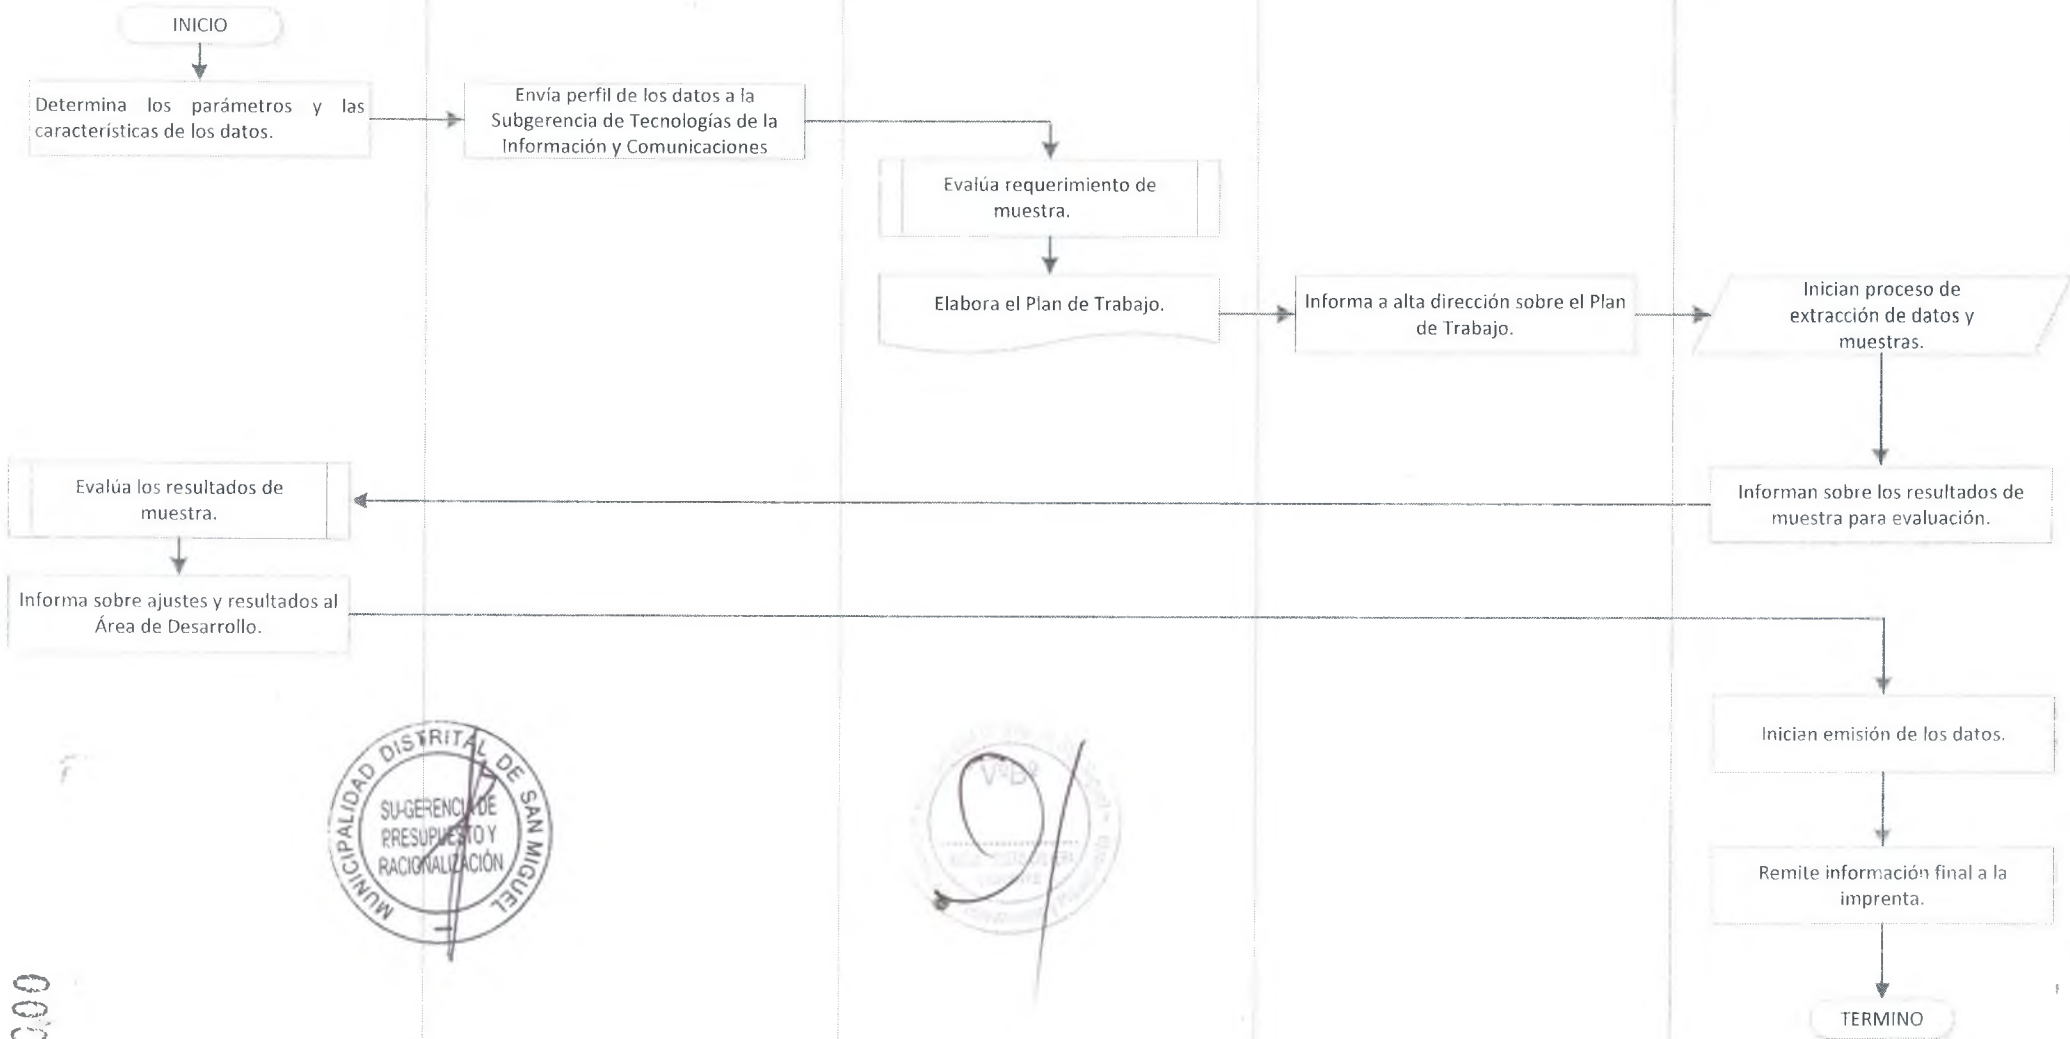 INICIO
Determina los parámetros y las
características de los datos.
Envía perfil de los datos a la
Subgerencia de Tecnologías de la
Información y Comunicaciones
Evalúa requerimiento de
muestra.
Elabora el Plan de Trabajo.
Informa a alta dirección sobre el Plan
de Trabajo.
Inician proceso de
extracción de datos y
muestras.
Evalúa los resultados de
muestra.
Informan sobre los resultados de
muestra para evaluación.
Informa sobre ajustes y resultados al
Área de Desarrollo.
Inician emisión de los datos.
Remite información final a la
imprenta.
TERMINO
MUNICIPALIDAD DISTRITAL DE SAN MIGUEL
SU-GERENCIA DE
PRESUPUESTO Y
RACIONALIZACIÓN
VºBº
000